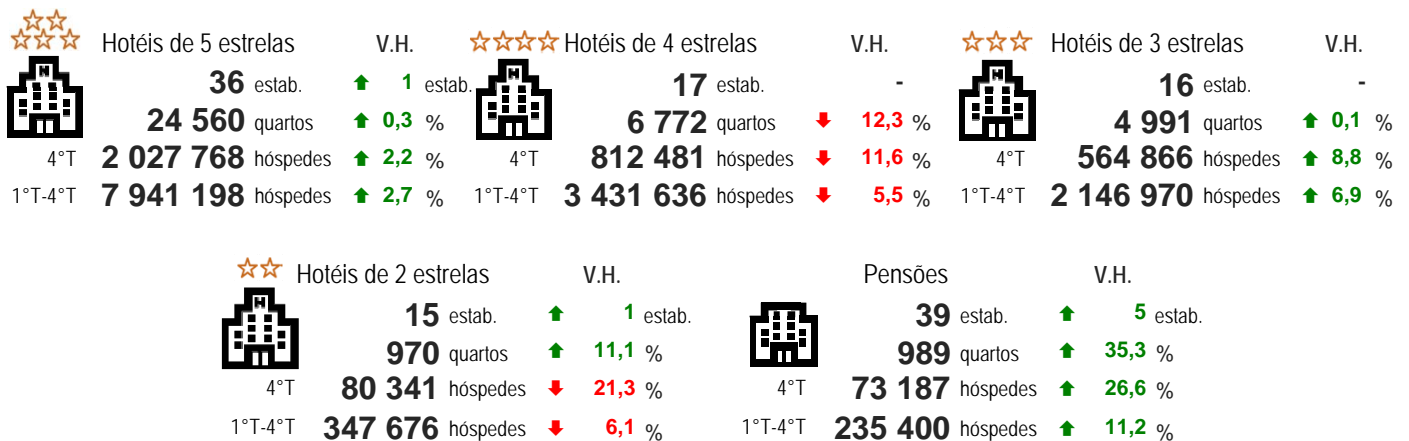 Hotéis de 5 estrelas V.H.
36 estab. 1 estab.
24 560 quartos 0,3 %
4°T 2 027 768 hóspedes 2,2 %
1°T-4°T 7 941 198 hóspedes 2,7 %
Hotéis de 4 estrelas V.H.
17 estab. -
6 772 quartos 12,3 %
4°T 812 481 hóspedes 11,6 %
1°T-4°T 3 431 636 hóspedes 5,5 %
Hotéis de 3 estrelas V.H.
16 estab. -
4 991 quartos 0,1 %
4°T 564 866 hóspedes 8,8 %
1°T-4°T 2 146 970 hóspedes 6,9 %
Hotéis de 2 estrelas V.H.
15 estab. 1 estab.
970 quartos 11,1 %
4°T 80 341 hóspedes 21,3 %
1°T-4°T 347 676 hóspedes 6,1 %
Pensões V.H.
39 estab. 5 estab.
989 quartos 35,3 %
4°T 73 187 hóspedes 26,6 %
1°T-4°T 235 400 hóspedes 11,2 %